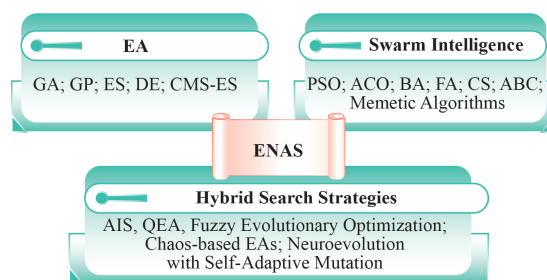 EA
GA; GP; ES; DE; CMS-ES
Swarm Intelligence
PSO; ACO; BA; FA; CS; ABC;
Memetic Algorithms
ENAS
Hybrid Search Strategies
AIS, QEA, Fuzzy Evolutionary Optimization;
Chaos-based EAs; Neuroevolution
with Self-Adaptive Mutation